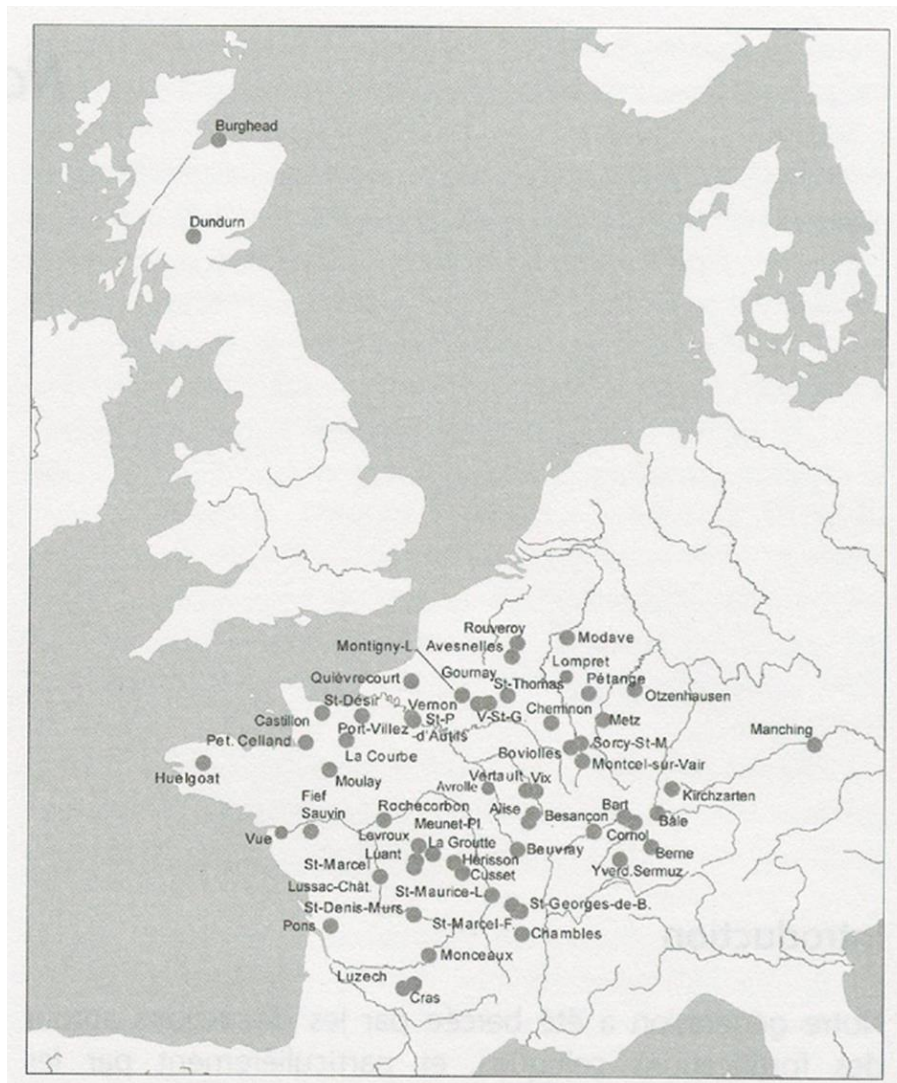 Burghead
Dundurn
Rouveroy
Modave
Montigny-L. Avesnelles
Lompret
Gournay
Quièvrecourt
St-Thomas
Pétange
Otzenhausen
St-Désir
Vernon
Castillon
St-P
V-St-G.
Cheminon
Metz
Port-Villez
-d'Autils
Manching
Pet. Celland
Sorcy-St-M.
Boviolles
La Courbe
Montcel-sur-Vair
Huelgoat
Moulay
Vertault
Vix
Avrolle
Kirchzarten
Fief
Sauvin
Rochecorbon
Alise
Besançon
Bart
Meunet-Pl.
Bâle
Vue
Levroux
La Groutte
Cornol
Luant
Beuvray
Berne
St-Marcel
Hérisson
Cusset
Yverd.Sermuz
Lussac-Chât.
St-Maurice-L.
St-Denis-Murs
St-Georges-de-B.
Pons
St-Marcel-F.
Chambles
Monceaux
Luzech
Cras